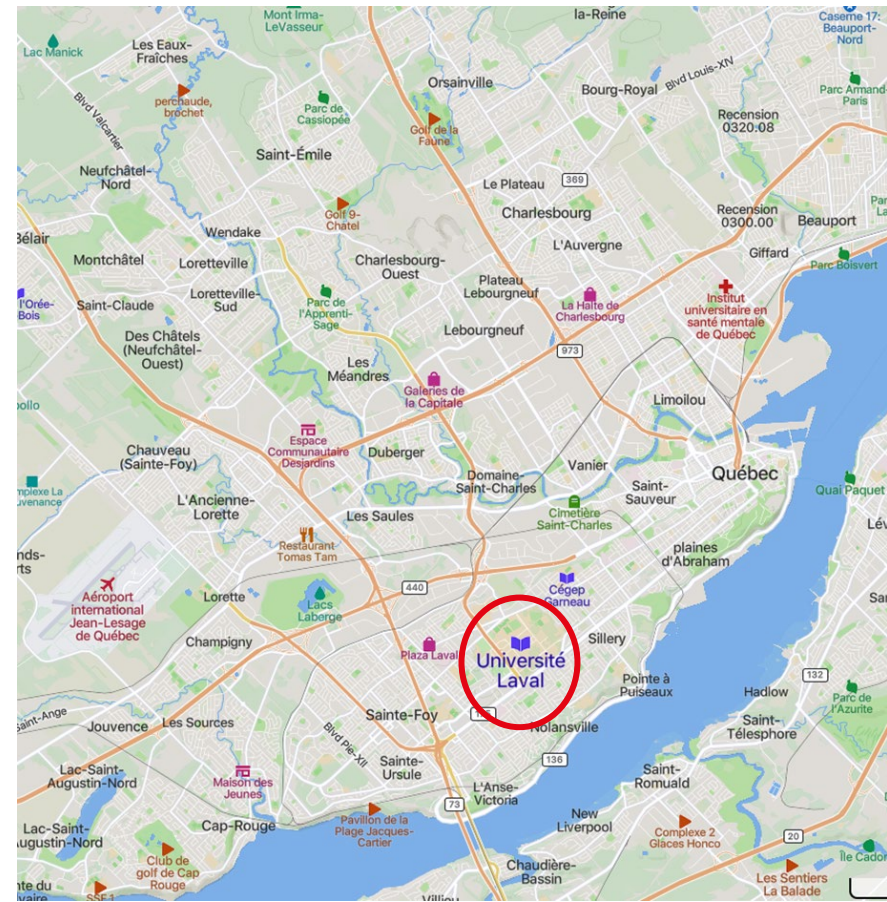 Mont Irma-
LeVasseur
la-Reine
Caserne 17:
Beauport-
Nord
Lac Manick
Les Eaux-
Fraîches
Orsainville
Bourg-Royal
Blvd Louis-XIV
Parc Armand-
Paris
perchaude,
brochet
Blvd Valcartier
Parc de
Cassiopée
Golf de la
Faune
Recension
0320.08
Saint-Émile
Neufchâtel-
Nord
Le Plateau
369
Golf 9-
Chatel
Charlesbourg
Recension
0300.00
Beauport
Bélair
Wendake
L'Auvergne
Giffard
Parc Boisvert
Montchâtel
Loretteville
Charlesbourg-
Ouest
Plateau
Lebourgneuf
l'Orée-
Bois
Saint-Claude
Loretteville-
Sud
Parc de
l'Apprenti-
Sage
La Halte de
Charlesbourg
Institut
universitaire en
santé mentale
de Québec
Lebourgneuf
Des Châtels
(Neufchâtel-
Ouest)
973
Les
Méandres
Galeries de
la Capitale
Limoilou
Espace
Communautaire
Desjardins
Chauveau
(Sainte-Foy)
Duberger
Vanier
Québec
Domaine-
Saint-Charles
Saint-
Sauveur
Quai Paquet
L'Ancienne-
Lorette
Les Saules
Cimetière
Saint-Charles
Restaurant
Tomas Tam
plaines
d'Abraham
Aéroport
international
Jean-Lesage
de Québec
Lorette
Lacs
Laberge
440
Cégep
Garneau
Champigny
Plaza Laval
Université
Laval
Sillery
Pointe à
Puiseaux
Hadlow
132
Parc de
l'Azurite
Saint-Ange
Jouvence
Les Sources
Sainte-Foy
Nolansville
Saint-
Télesphore
Blvd Pie-XII
Lac-Saint-
Augustin-Nord
Maison des
Jeunes
Sainte-
Ursule
136
Saint-
Romuald
L'Anse-
Victoria
73
Lac-Saint-
Augustin-Nord
Cap-Rouge
Pavillon de la
Plage Jacques-
Cartier
New
Liverpool
Complexe 2
Glaces Honco
20
Club de
golf de Cap
Rouge
Chaudière-
Bassin
Les Sentiers
La Balade